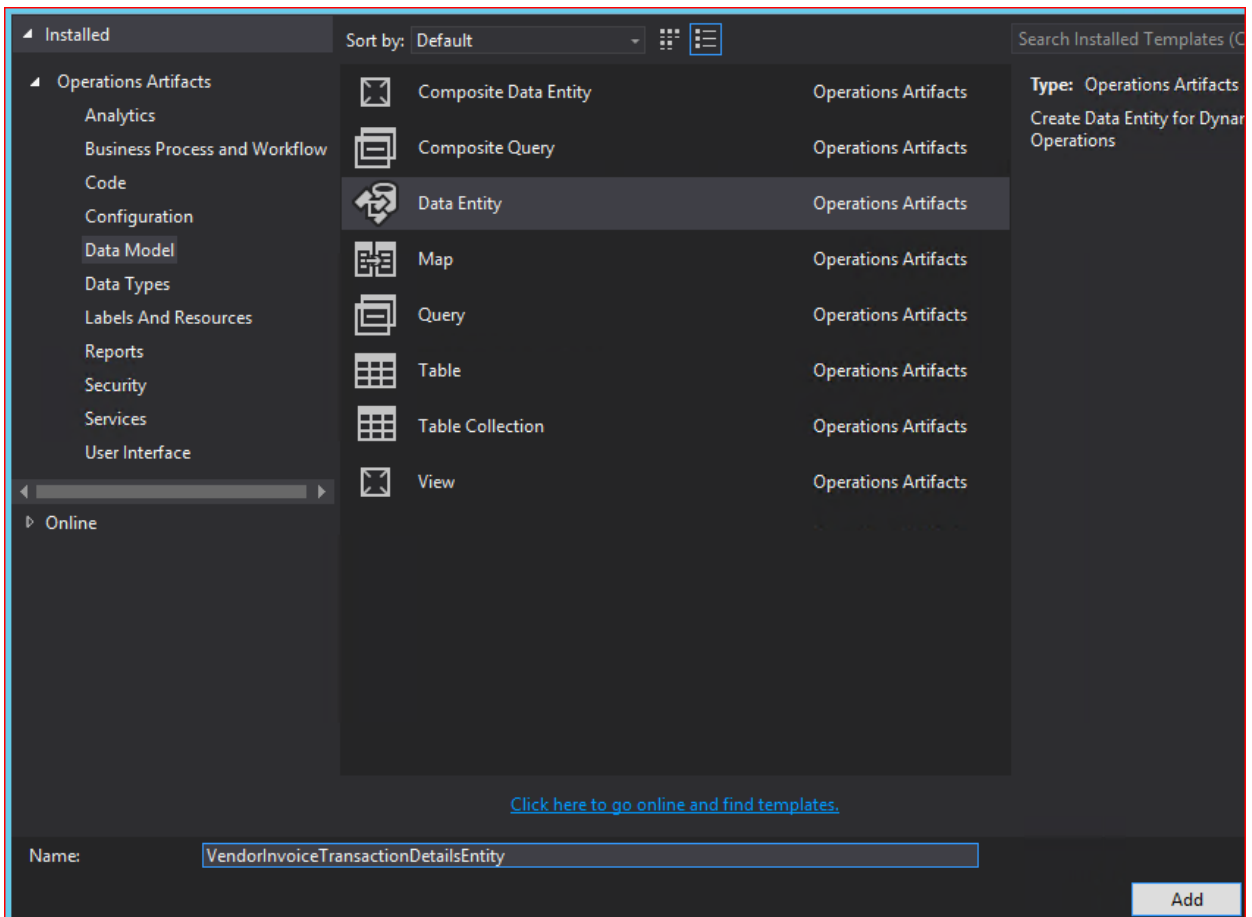 Installed
Sort by: Default
Search Installed Templates (C
Operations Artifacts
Analytics
Business Process and Workflow
Code
Configuration
Data Model
Data Types
Labels And Resources
Reports
Security
Services
User Interface
Online
Composite Data Entity Operations Artifacts
Composite Query Operations Artifacts
Data Entity Operations Artifacts
Map Operations Artifacts
Query Operations Artifacts
Table Operations Artifacts
Table Collection Operations Artifacts
View Operations Artifacts
Type: Operations Artifacts
Create Data Entity for Dynar
Operations
Click here to go online and find templates.
Name: VendorInvoiceTransactionDetailsEntity
Add